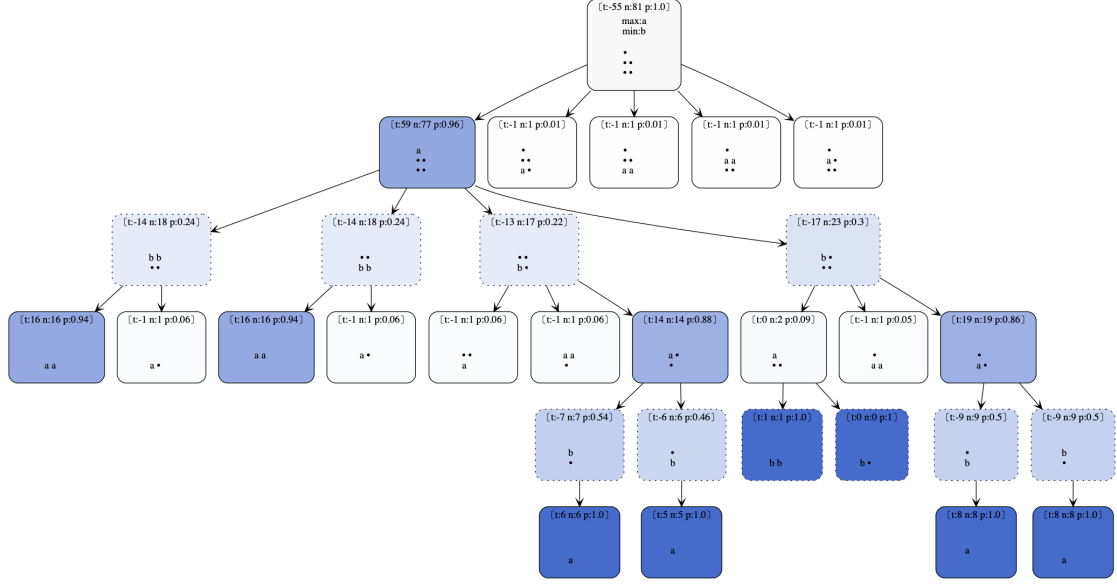 〔t:-55 n:81 p:1.0〕
max:a
min:b
•
• •
• •
〔t:59 n:77 p:0.96〕
a
• •
• •
〔t:-1 n:1 p:0.01〕
•
• •
a •
〔t:-1 n:1 p:0.01〕
•
• •
a a
〔t:-1 n:1 p:0.01〕
•
a a
• •
〔t:-1 n:1 p:0.01〕
•
a •
• •
〔t:-14 n:18 p:0.24〕
b b
• •
〔t:-14 n:18 p:0.24〕
• •
b b
〔t:-13 n:17 p:0.22〕
• •
b •
〔t:-17 n:23 p:0.3〕
b •
• •
〔t:16 n:16 p:0.94〕
a a
〔t:-1 n:1 p:0.06〕
a •
〔t:16 n:16 p:0.94〕
a a
〔t:-1 n:1 p:0.06〕
a •
〔t:-1 n:1 p:0.06〕
• •
a
〔t:-1 n:1 p:0.06〕
a a
•
〔t:14 n:14 p:0.88〕
a •
•
〔t:0 n:2 p:0.09〕
a
• •
〔t:-1 n:1 p:0.05〕
•
a a
〔t:19 n:19 p:0.86〕
•
a •
〔t:-7 n:7 p:0.54〕
b
•
〔t:-6 n:6 p:0.46〕
•
b
〔t:1 n:1 p:1.0〕
b b
〔t:0 n:0 p:1〕
b •
〔t:-9 n:9 p:0.5〕
•
b
〔t:-9 n:9 p:0.5〕
b
•
〔t:6 n:6 p:1.0〕
a
〔t:5 n:5 p:1.0〕
a
〔t:8 n:8 p:1.0〕
a
〔t:8 n:8 p:1.0〕
a